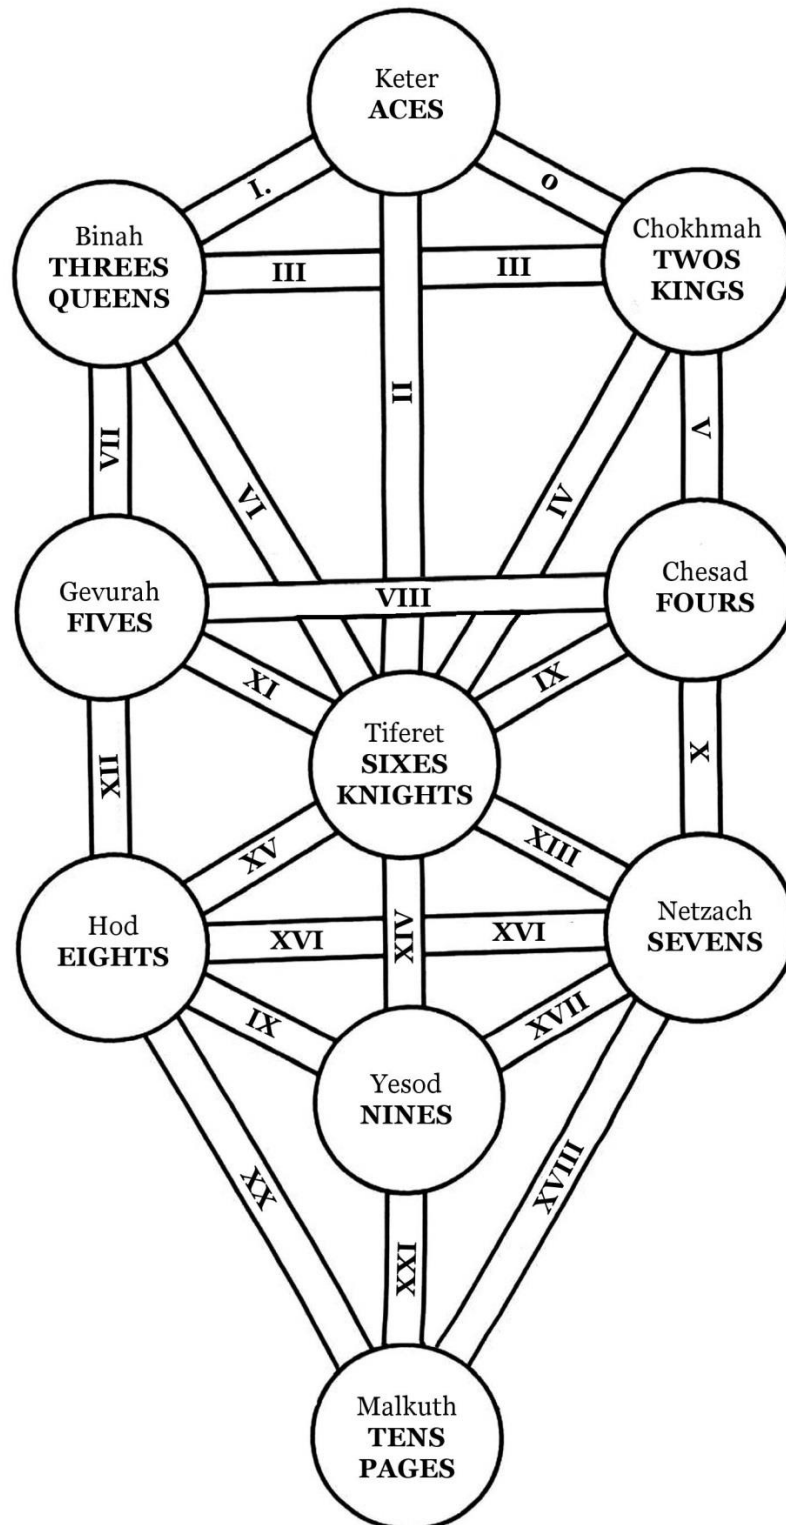 Keter
ACES
I.
0
Binah
THREES
QUEENS
Chokhmah
TWOS
KINGS
III
III
II
VII
VI
IV
V
Gevurah
FIVES
Chesad
FOURS
VIII
XI
IX
XII
X
Tiferet
SIXES
KNIGHTS
XV
XIII
Hod
EIGHTS
Netzach
SEVENS
XVI
XIV
XVI
IX
XVII
Yesod
NINES
XX
XVIII
XXI
Malkuth
TENS
PAGES